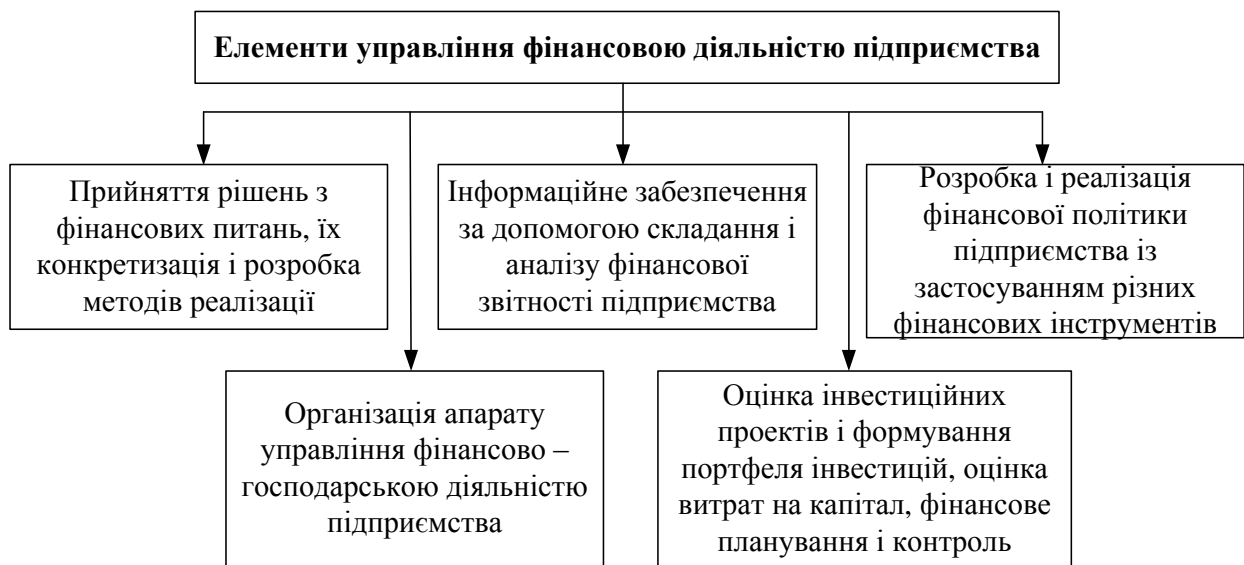 Елементи управління фінансовою діяльністю підприємства
Прийняття рішень з
фінансових питань, їх
конкретизація і розробка
методів реалізації
Інформаційне забезпечення
за допомогою складання і
аналізу фінансової
звітності підприємства
Розробка і реалізація
фінансової політики
підприємства із
застосуванням різних
фінансових інструментів
Організація апарату
управління фінансово –
господарською діяльністю
підприємства
Оцінка інвестиційних
проектів і формування
портфеля інвестицій, оцінка
витрат на капітал, фінансове
планування і контроль